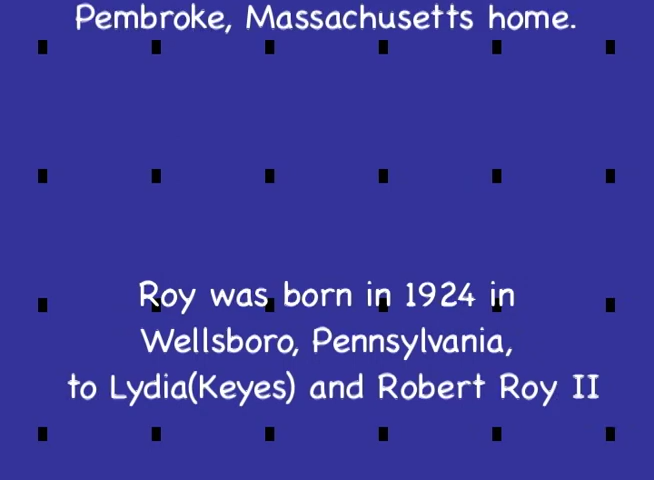 Pembroke, Massachusetts home.
Roy was born in 1924 in
Wellsboro, Pennsylvania,
to Lydia(Keyes) and Robert Roy II